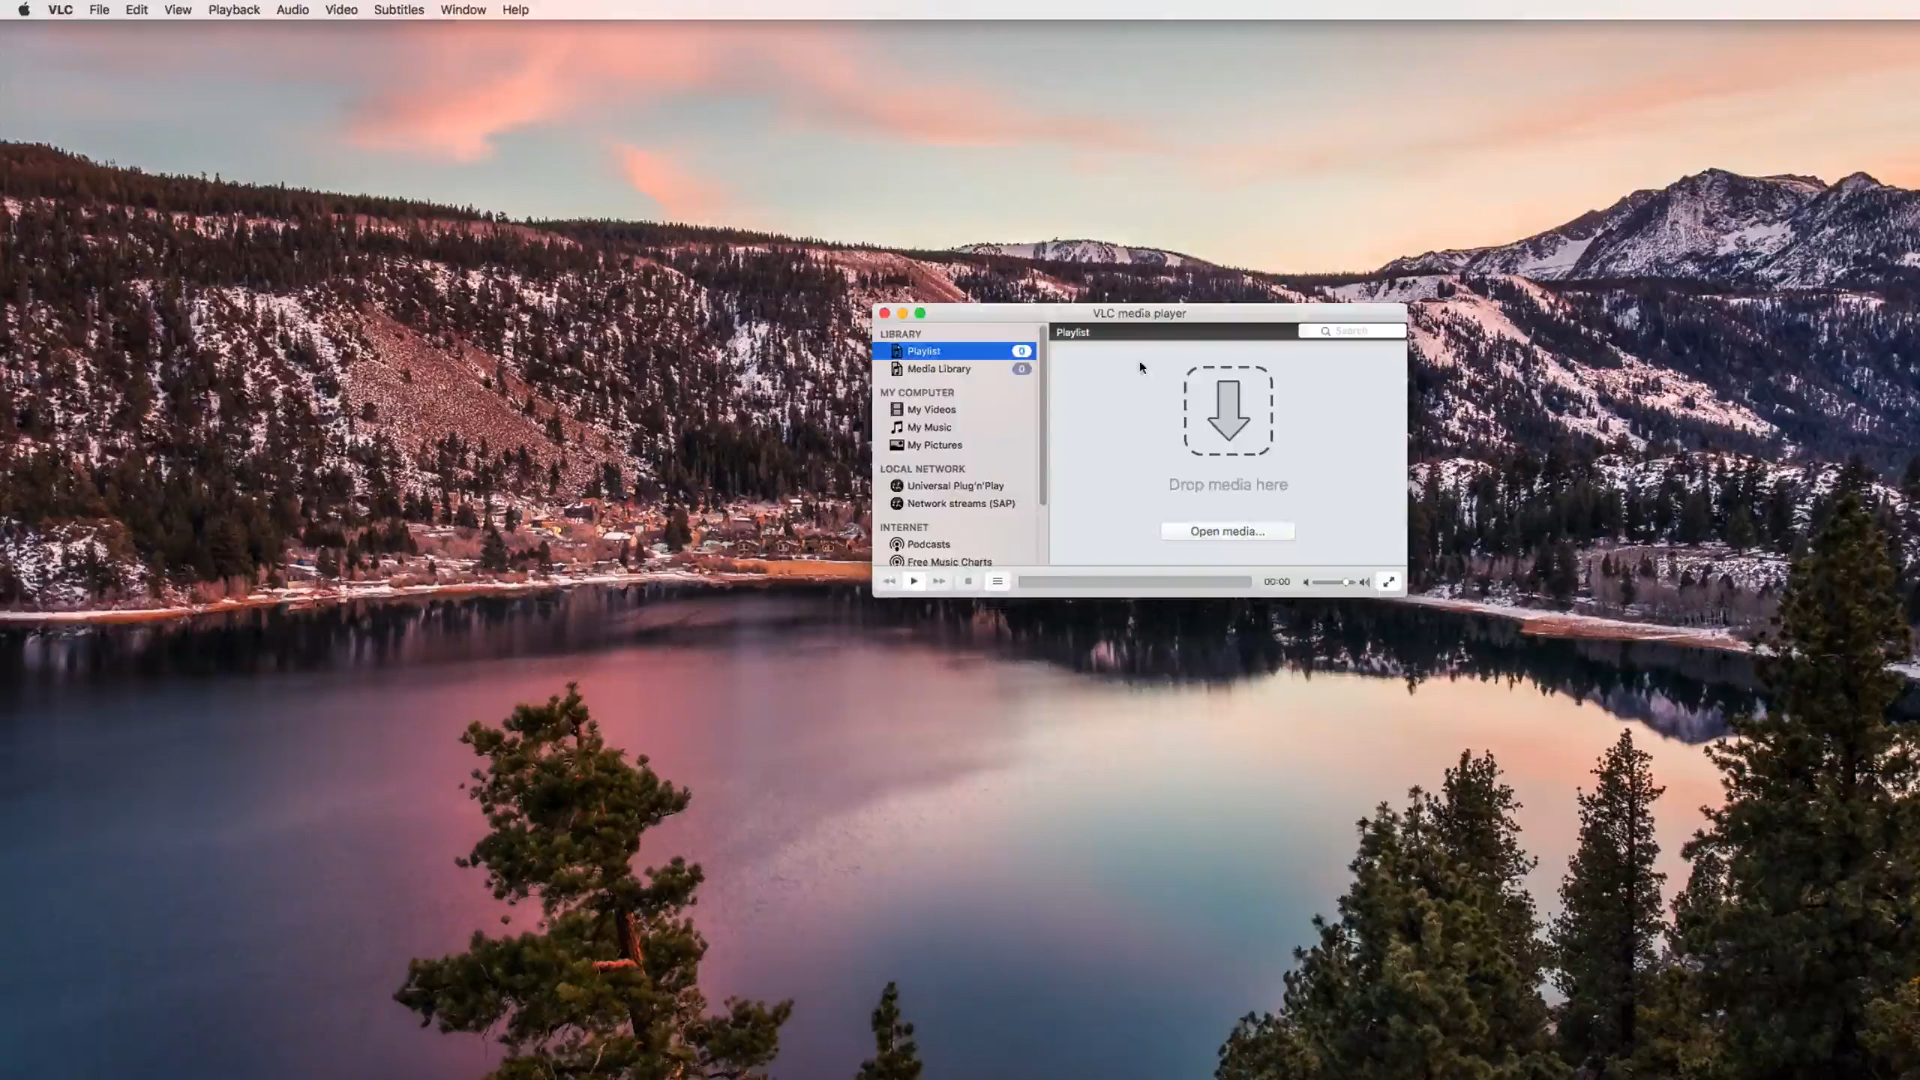 VLC File Edit View Playback Audio Video Subtitles Window Help
VLC media player
LIBRARY
Playlist 0
Media Library 0
MY COMPUTER
My Videos
My Music
My Pictures
LOCAL NETWORK
Universal Plug'n'Play
Network streams (SAP)
INTERNET
Podcasts
Free Music Charts
Playlist
Search
Drop media here
Open media...
00:00